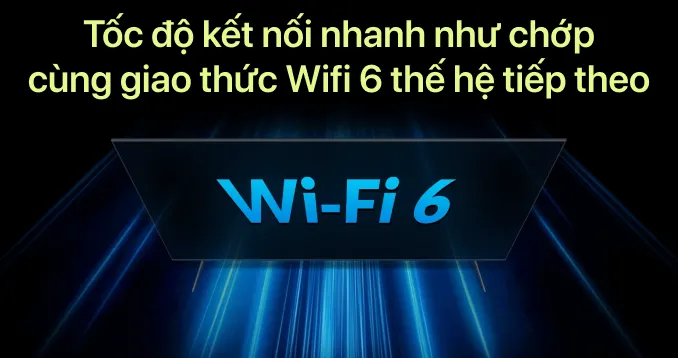 Tốc độ kết nối nhanh như chớp
cùng giao thức Wifi 6 thế hệ tiếp theo
Wi-Fi 6